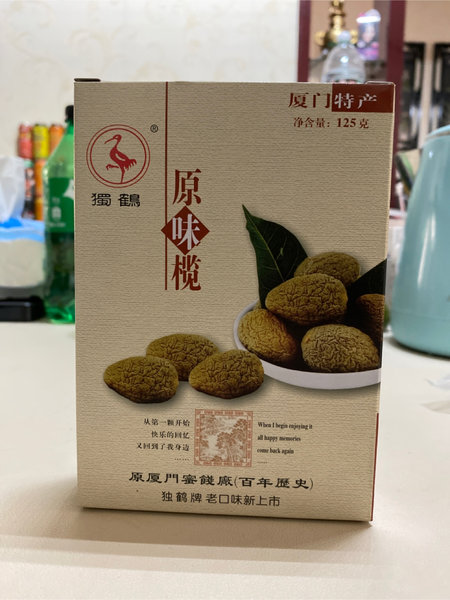 厦门特产
净含量：125克
®
獨鶴
原味榄
从第一颗开始
快乐的回忆
又回到了我身边
……
When I begin enjoying it
all happy memories
come back again
原厦門蜜餞廠(百年歷史)
独鹤牌 老口味新上市